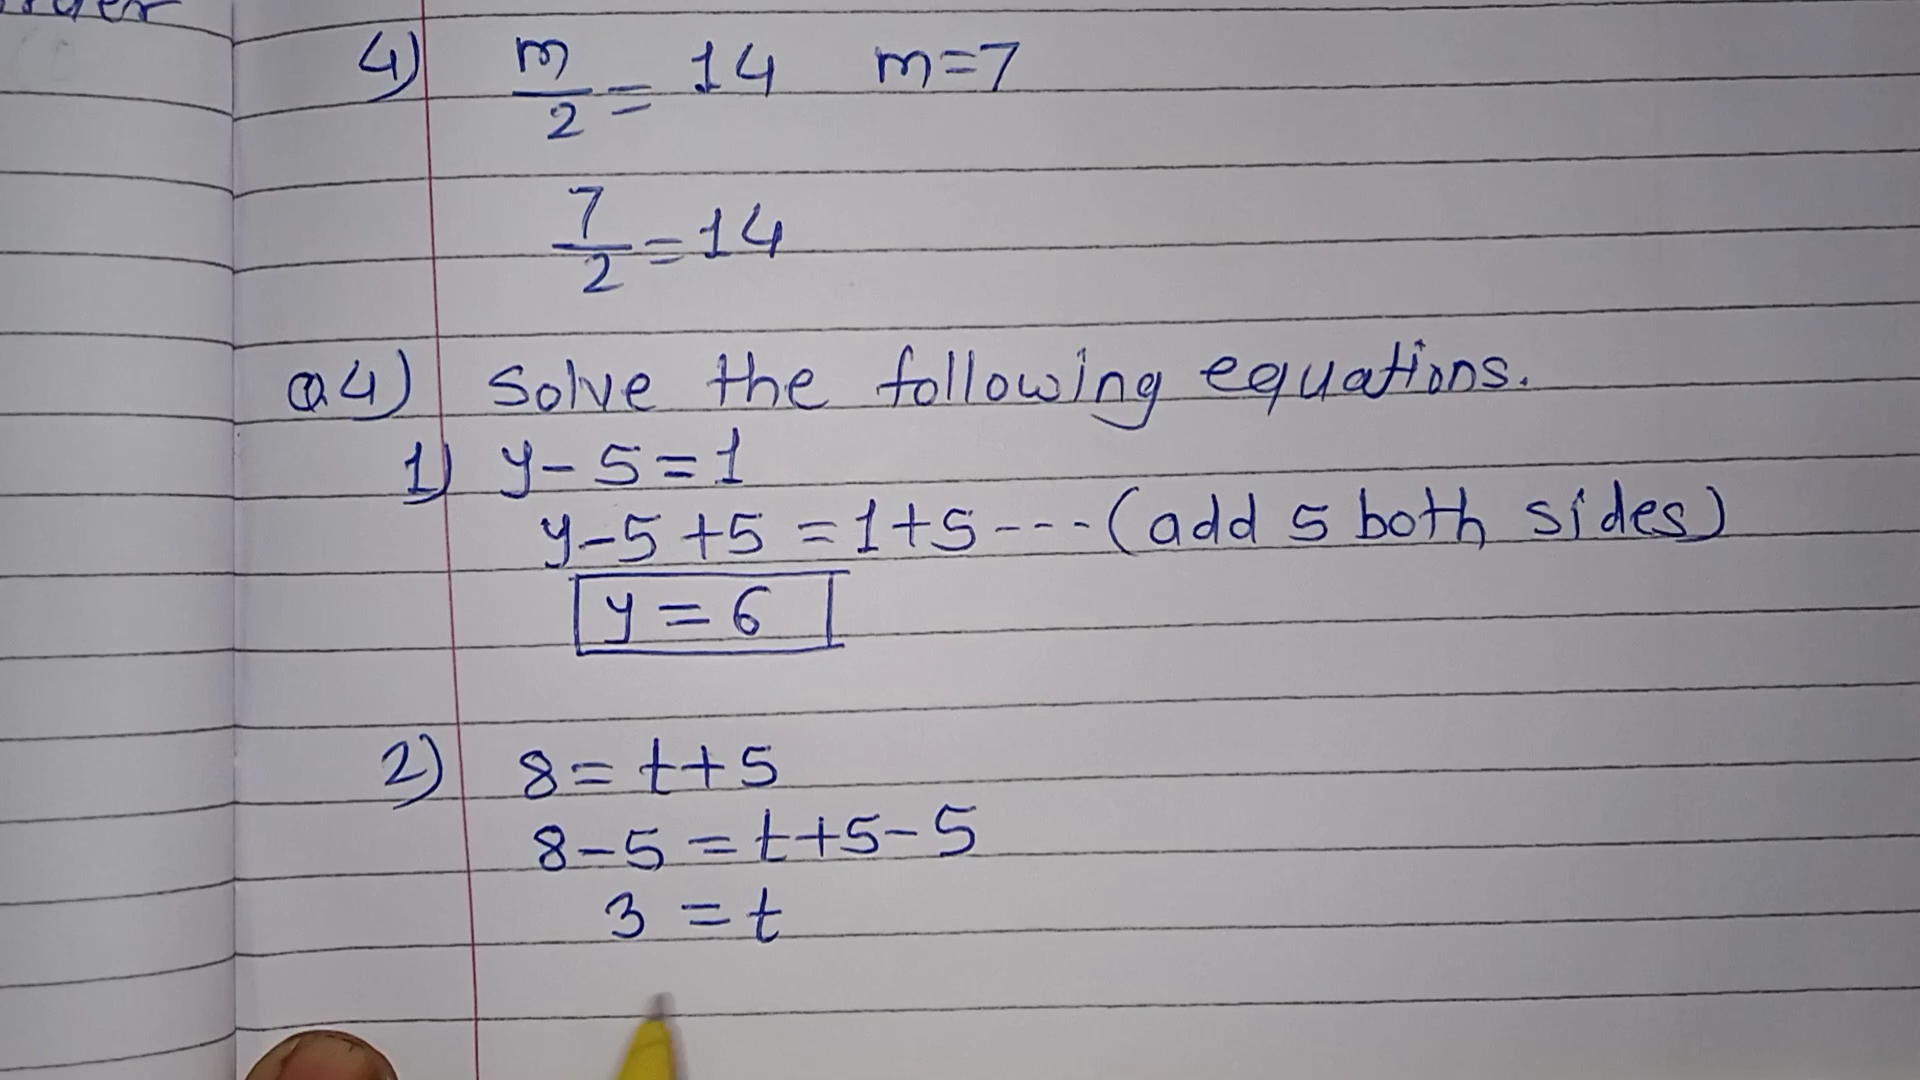 4) m/2 = 14 m=7
7/2 = 14
Q4) Solve the following equations.
1) y-5=1
y-5+5=1+5---(add 5 both sides)
y=6
2) 8=t+5
8-5=t+5-5
3=t